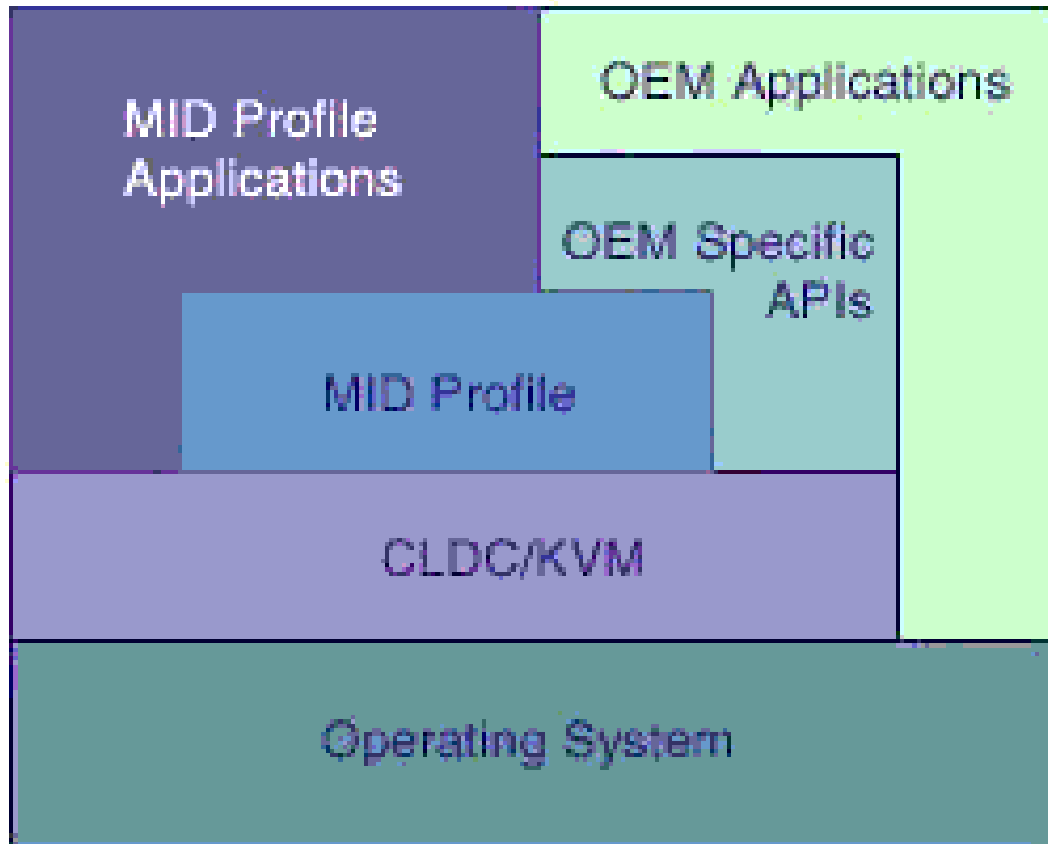 MID Profile
Applications
OEM Applications
OEM Specific
APIs
MID Profile
CLDC/KVM
Operating System